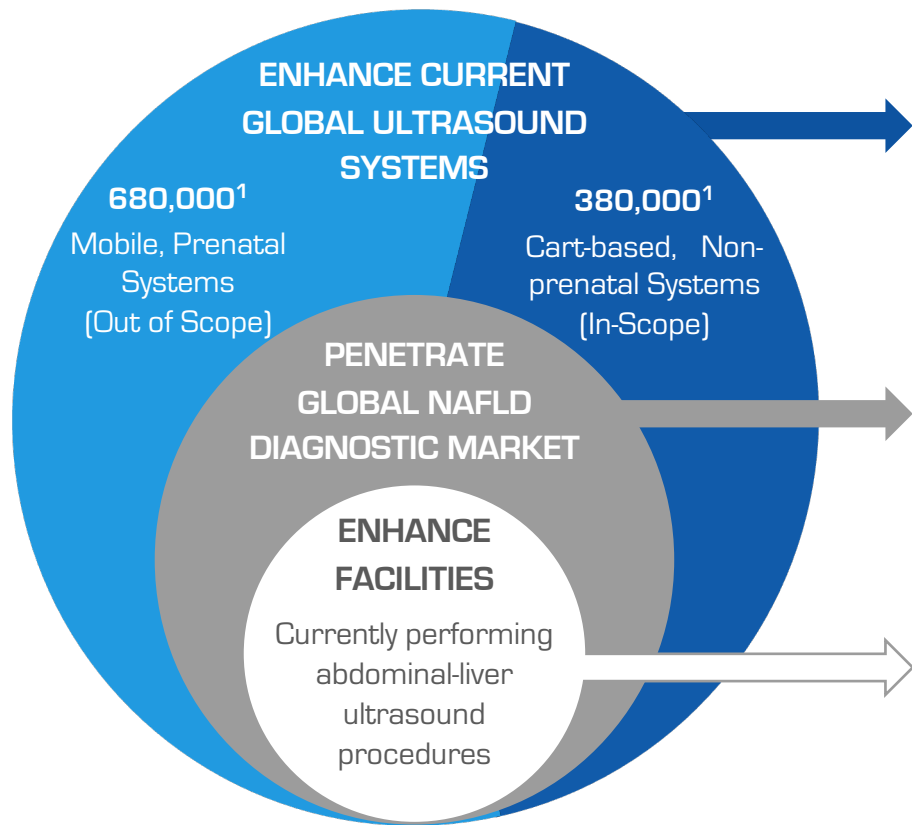 ENHANCE CURRENT
GLOBAL ULTRASOUND
SYSTEMS
680,000¹
Mobile, Prenatal
Systems
(Out of Scope)
380,000¹
Cart-based, Non-
prenatal Systems
(In-Scope)
PENETRATE
GLOBAL NAFLD
DIAGNOSTIC MARKET
ENHANCE
FACILITIES
Currently performing
abdominal-liver
ultrasound
procedures